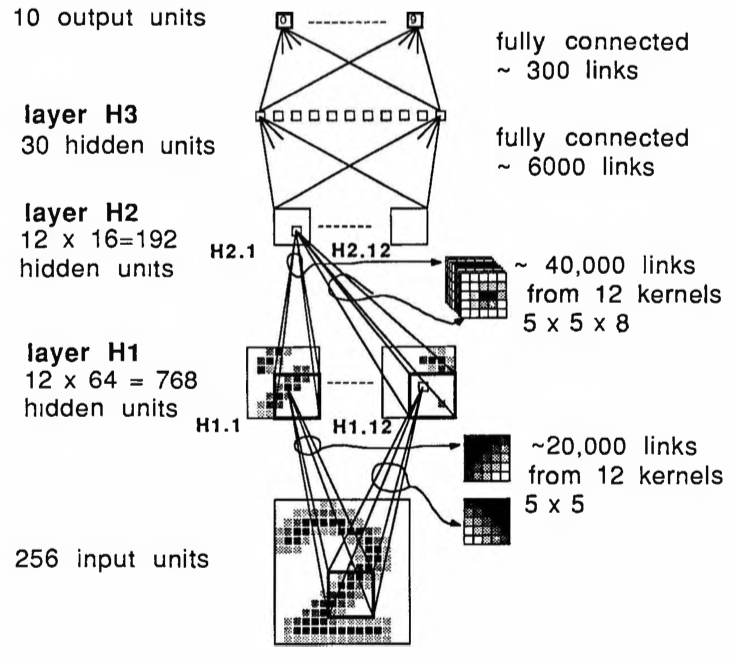 10 output units
0
9
fully connected
~ 300 links
layer H3
30 hidden units
fully connected
~ 6000 links
layer H2
12 x 16=192
hidden units
H2.1
H2.12
~ 40,000 links
from 12 kernels
5 x 5 x 8
layer H1
12 x 64 = 768
hidden units
H1.1
H1.12
~20,000 links
from 12 kernels
5 x 5
256 input units